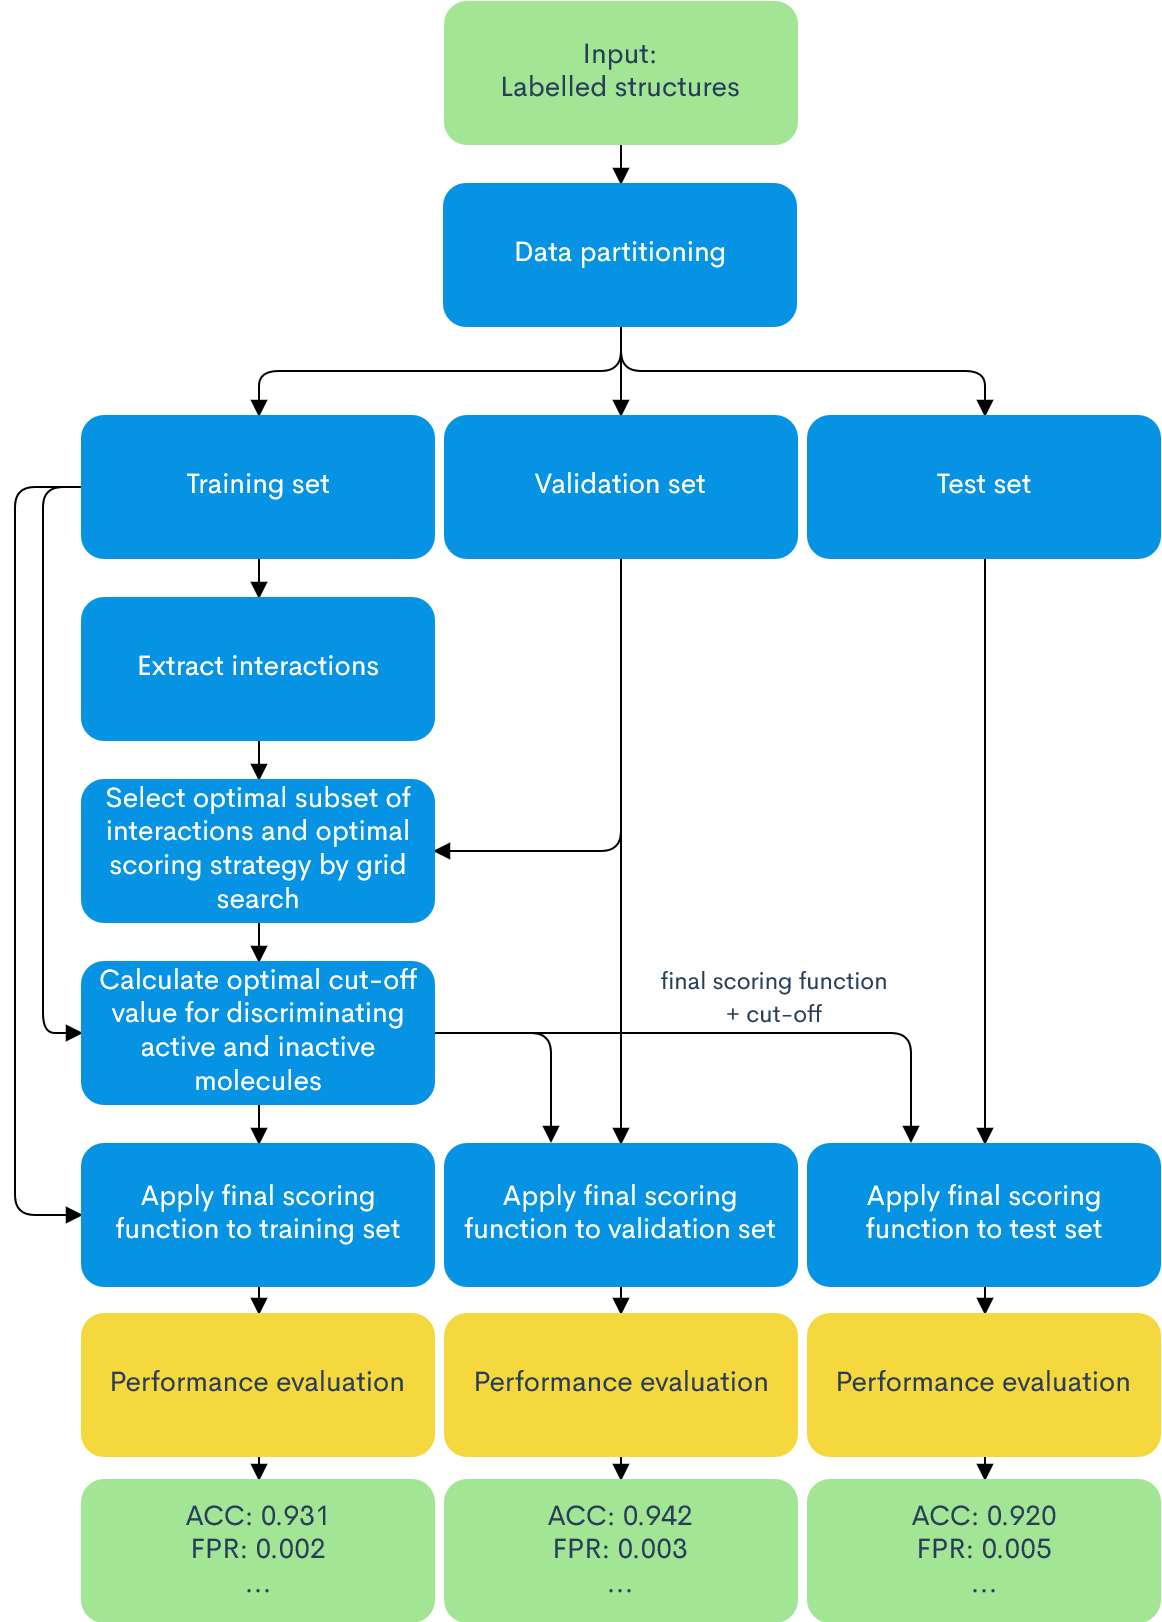 Input:
Labelled structures
Data partitioning
Training set
Validation set
Test set
Extract interactions
Select optimal subset of
interactions and optimal
scoring strategy by grid
search
Calculate optimal cut-off
value for discriminating
active and inactive
molecules
final scoring function
+ cut-off
Apply final scoring
function to training set
Apply final scoring
function to validation set
Apply final scoring
function to test set
Performance evaluation
Performance evaluation
Performance evaluation
ACC: 0.931
FPR: 0.002
...
ACC: 0.942
FPR: 0.003
...
ACC: 0.920
FPR: 0.005
...